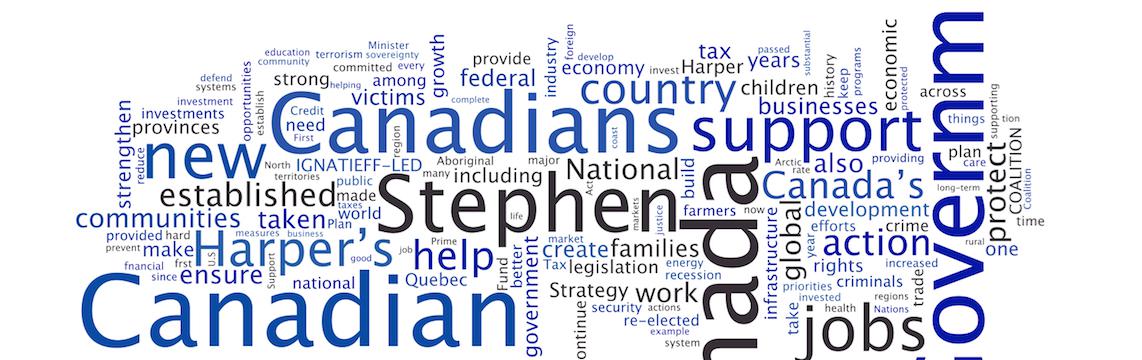 education
community
terrorism
Minister
sovereignty
committed
every
growth
provide
industry
foreign
develop
tax
passed
years
substantial
history
keep
programs
economic
protected
defend
systems
opportunities
strong
helping
among
federal
economy
invest
Harper
children
across
supporting
tion
investment
investments
provinces
establish
victims
complete
country
businesses
things
strengthen
reduce
Credit
need
First
Canadians
region
coast
support
plan
care
protect
COALITION
Coalition
new
North
territories
IGNATIEFF-LED
Aboriginal
many
including
major
National
Act
build
Arctic
rate
also
providing
long-term
established
public
made
taxes
world
Plan
Stephen
life
markets
justice
farmers
now
Canada's
development
time
communities
taken
provided
hard
prevent
make
measures
business
Harper's
good
job
Prime
help
better
market
create
families
global
year
efforts
crime
action
rural
one
financial
frst
since
ensure
U.S
Support
national
Quebec
Fund
government
Tax
legislation
energy
recession
infrastructure
rights
increased
priorities
criminals
invested
trade
regions
Canadian
Strategy
work
ontinue
security
actions
re-elected
example
system
nada
take
health
Nations
jobs
Governm